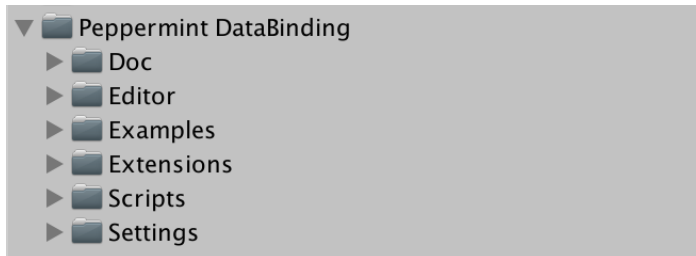 Peppermint DataBinding
Doc
Editor
Examples
Extensions
Scripts
Settings